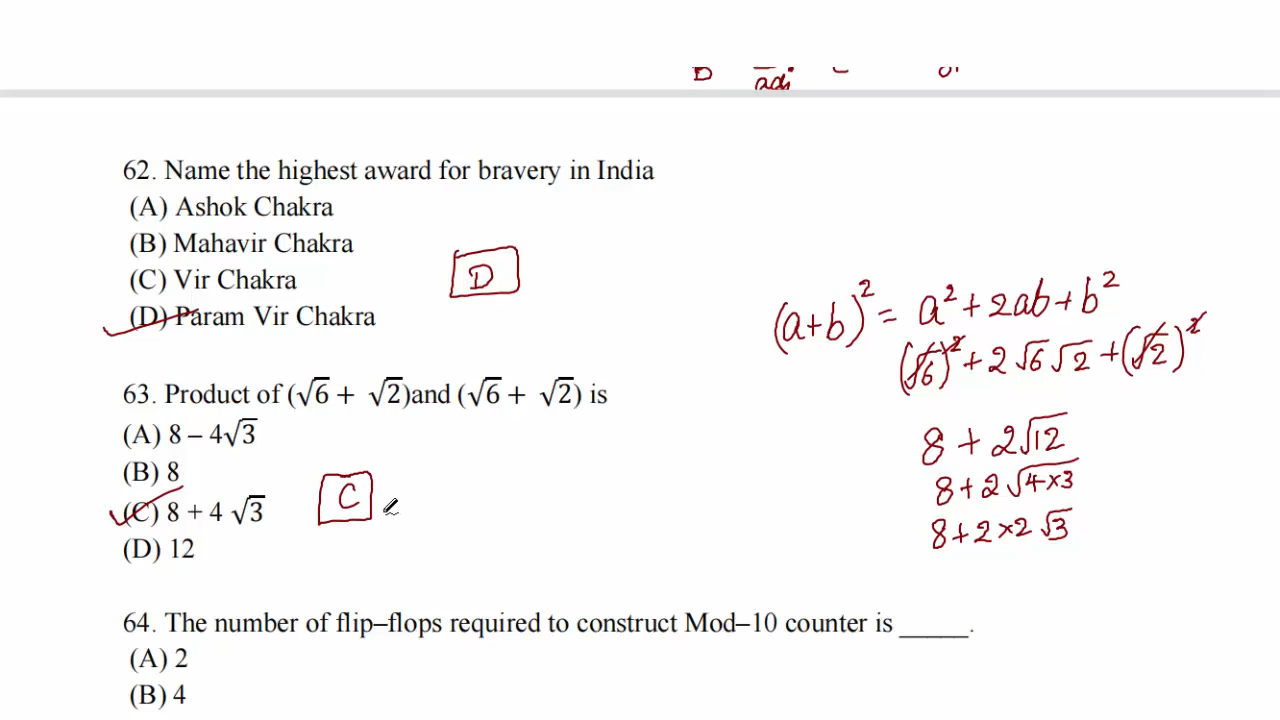 D adj
62. Name the highest award for bravery in India
(A) Ashok Chakra
(B) Mahavir Chakra
(C) Vir Chakra
D
(D) Param Vir Chakra
(a+b)² = a² + 2ab + b²
(√6)² + 2√6√2 + (√2)²
63. Product of (√6 + √2)and (√6 + √2) is
(A) 8 – 4√3
8 + 2√12
(B) 8
8 + 2√4×3
(C) 8 + 4 √3
C
8 + 2×2√3
(D) 12
64. The number of flip–flops required to construct Mod–10 counter is _____.
(A) 2
(B) 4